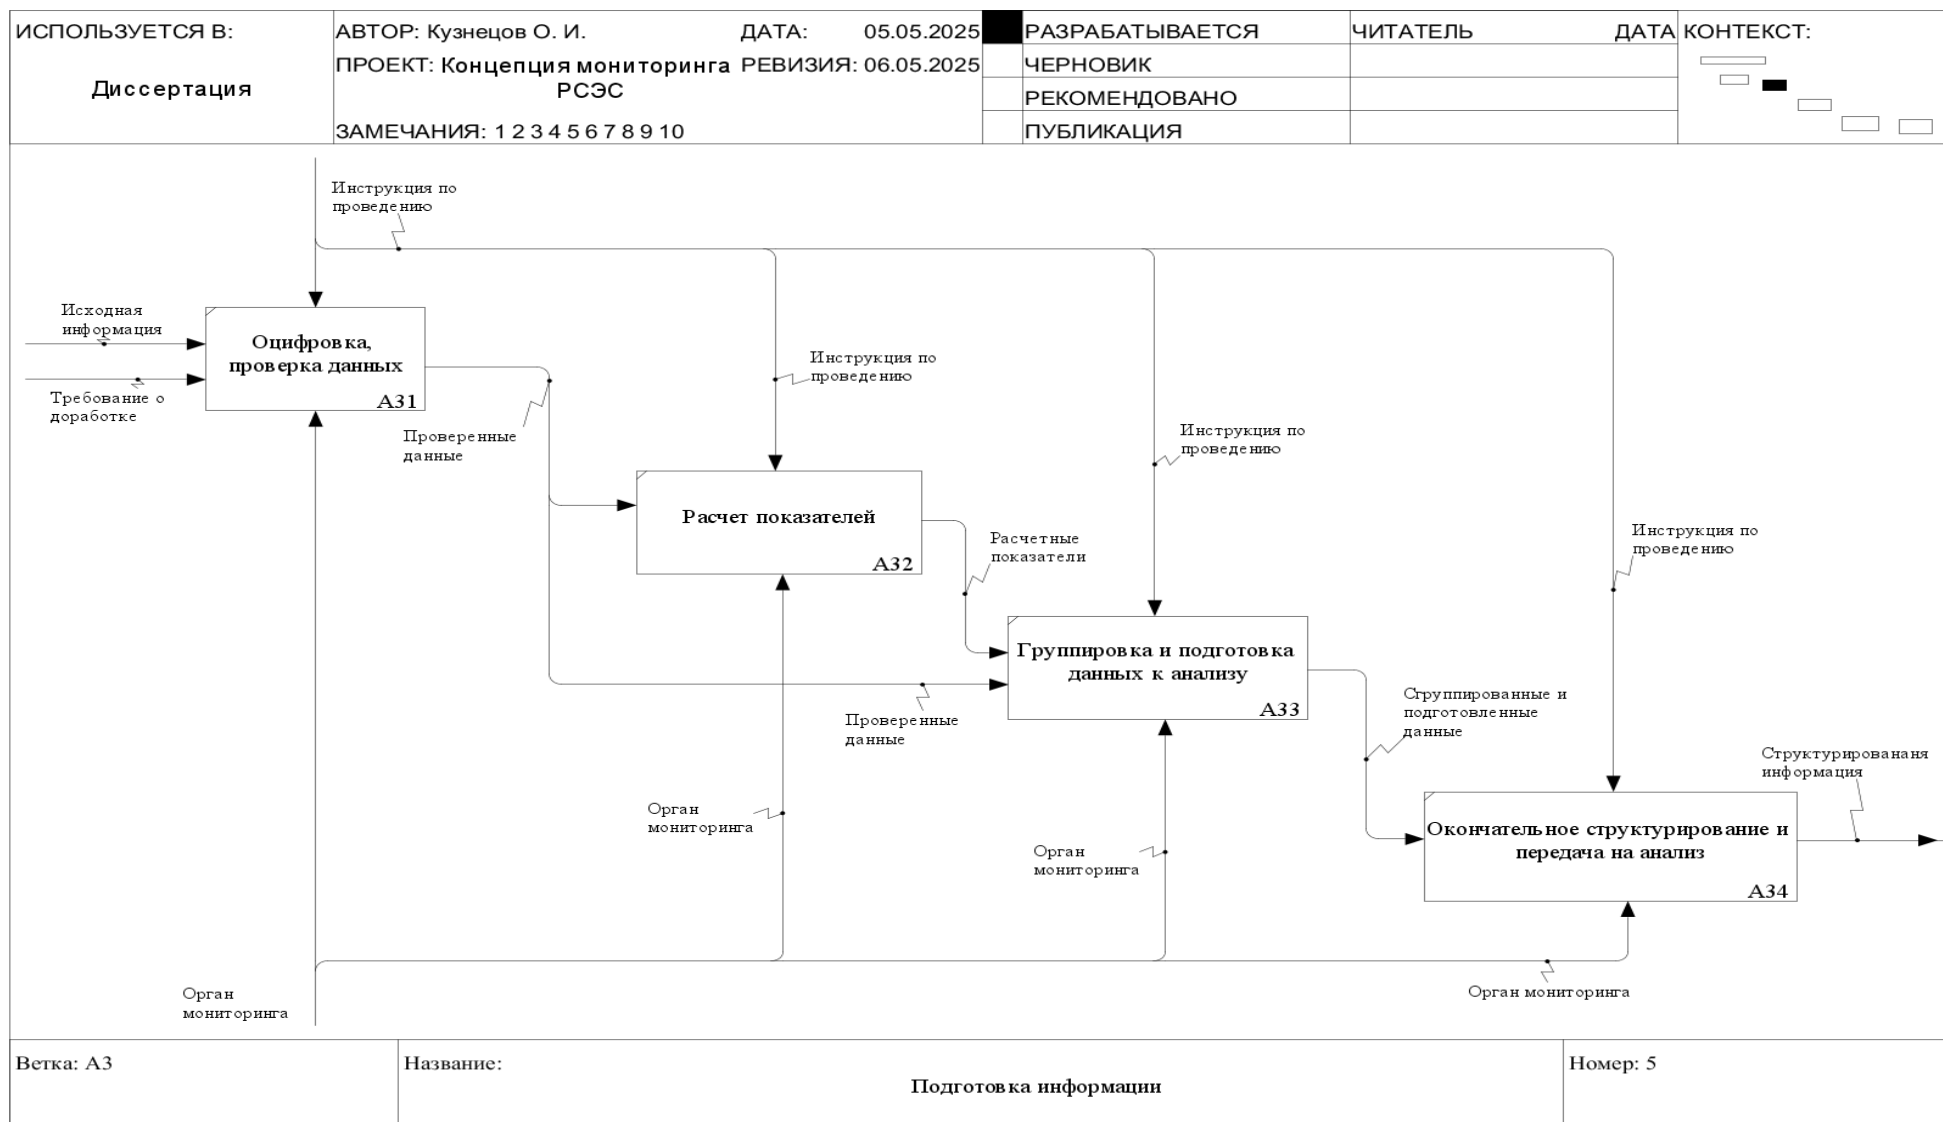 ИСПОЛЬЗУЕТСЯ В:
Диссертация
АВТОР: Кузнецов О. И.
ДАТА: 05.05.2025
ПРОЕКТ: Концепция мониторинга
РСЭС
РЕВИЗИЯ: 06.05.2025
ЗАМЕЧАНИЯ: 1 2 3 4 5 6 7 8 9 10
РАЗРАБАТЫВАЕТСЯ
ЧЕРНОВИК
РЕКОМЕНДОВАНО
ПУБЛИКАЦИЯ
ЧИТАТЕЛЬ
ДАТА
КОНТЕКСТ:
Инструкция по
проведению
Исходная
информация
Требование о
доработке
Оцифровка,
проверка данных
А31
Проверенные
данные
Инструкция по
проведению
Расчет показателей
А32
Инструкция по
проведению
Расчетные
показатели
Инструкция по
проведению
Группировка и подготовка
данных к анализу
А33
Проверенные
данные
Сгруппированные и
подготовленные
данные
Структурировананя
информация
Орган
мониторинга
Орган
мониторинга
Окончательное структурирование и
передача на анализ
А34
Орган
мониторинга
Орган мониторинга
Ветка: А3
Название:
Подготовка информации
Номер: 5